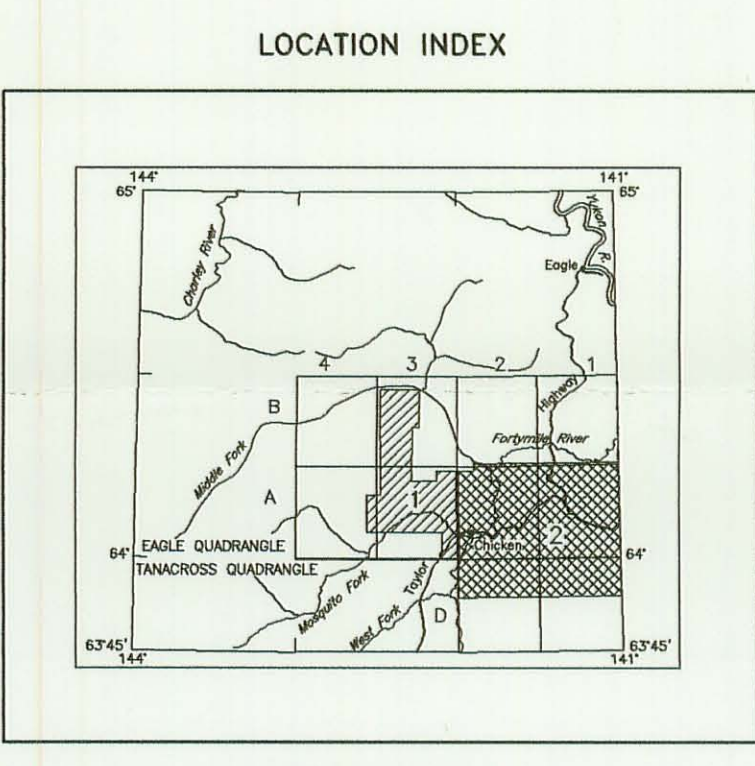 LOCATION INDEX
144°
141°
65'
65'
Yukon R.
Charley River
Eagle
4
3
2
1
B
Highway
Fortymile River
Middle Fork
A
1
2
EAGLE QUADRANGLE
Chicken
64°
64°
TANACROSS QUADRANGLE
Taylor
Mosquito Fork
West Fork
D
63°45'
63°45'
144°
141°